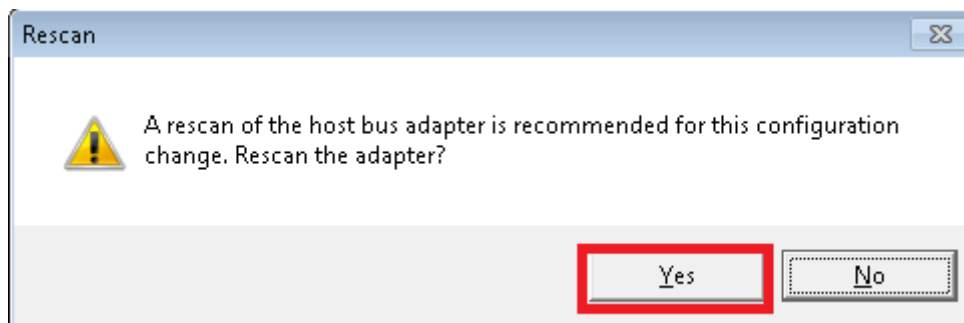 Rescan
A rescan of the host bus adapter is recommended for this configuration
change. Rescan the adapter?
Yes
No